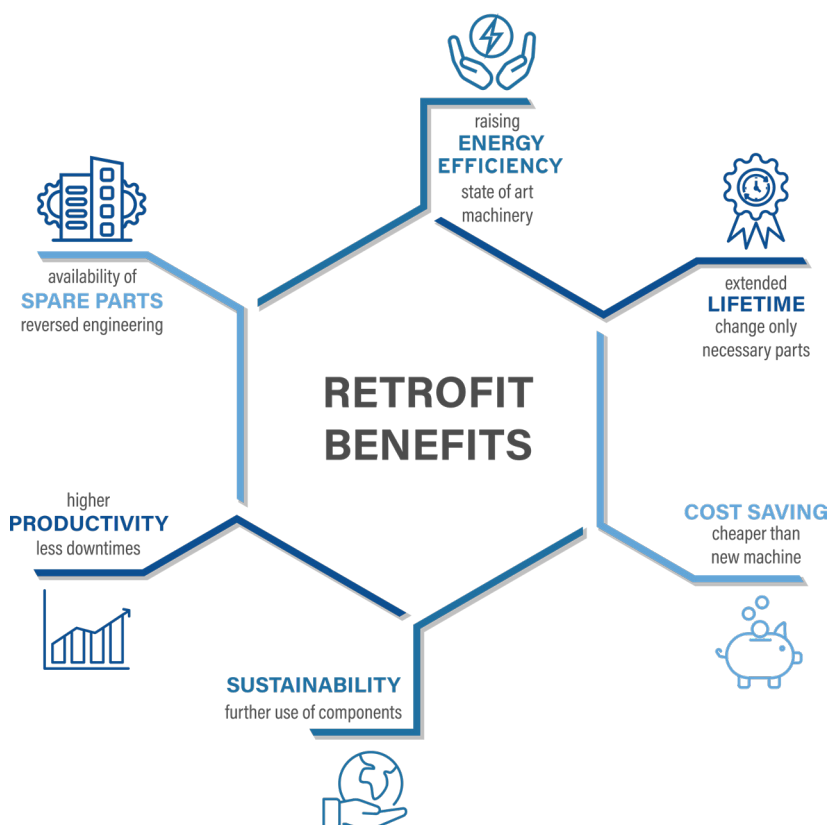 RETROFIT
BENEFITS
raising
ENERGY
EFFICIENCY
state of art
machinery
extended
LIFETIME
change only
necessary parts
COST SAVING
cheaper than
new machine
SUSTAINABILITY
further use of components
higher
PRODUCTIVITY
less downtimes
availability of
SPARE PARTS
reversed engineering